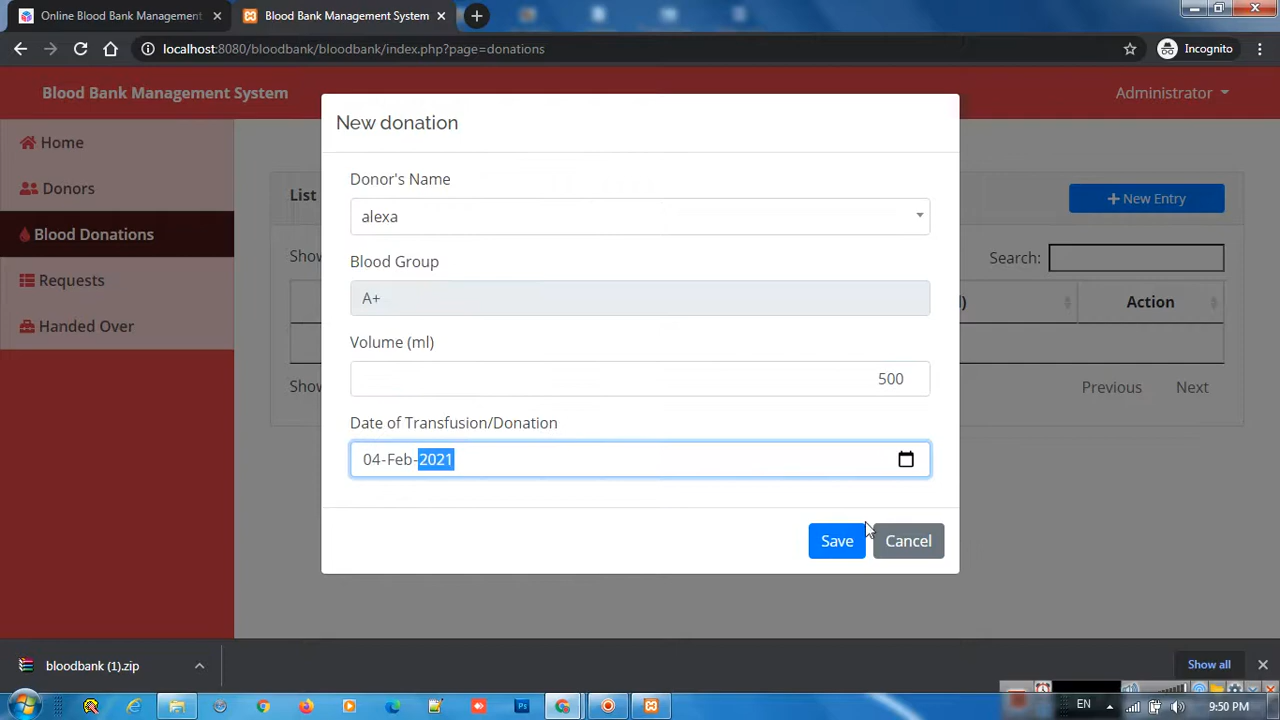 Online Blood Bank Management
Blood Bank Management System
localhost:8080/bloodbank/bloodbank/index.php?page=donations
Incognito
Blood Bank Management System
Administrator
Home
Donors
Blood Donations
Requests
Handed Over
List
New Entry
Show
Search:
)
Action
Show
Previous
Next
New donation
Donor's Name
alexa
Blood Group
A+
Volume (ml)
500
Date of Transfusion/Donation
04-Feb-2021
Save
Cancel
bloodbank (1).zip
Show all
Ps
EN
9:50 PM